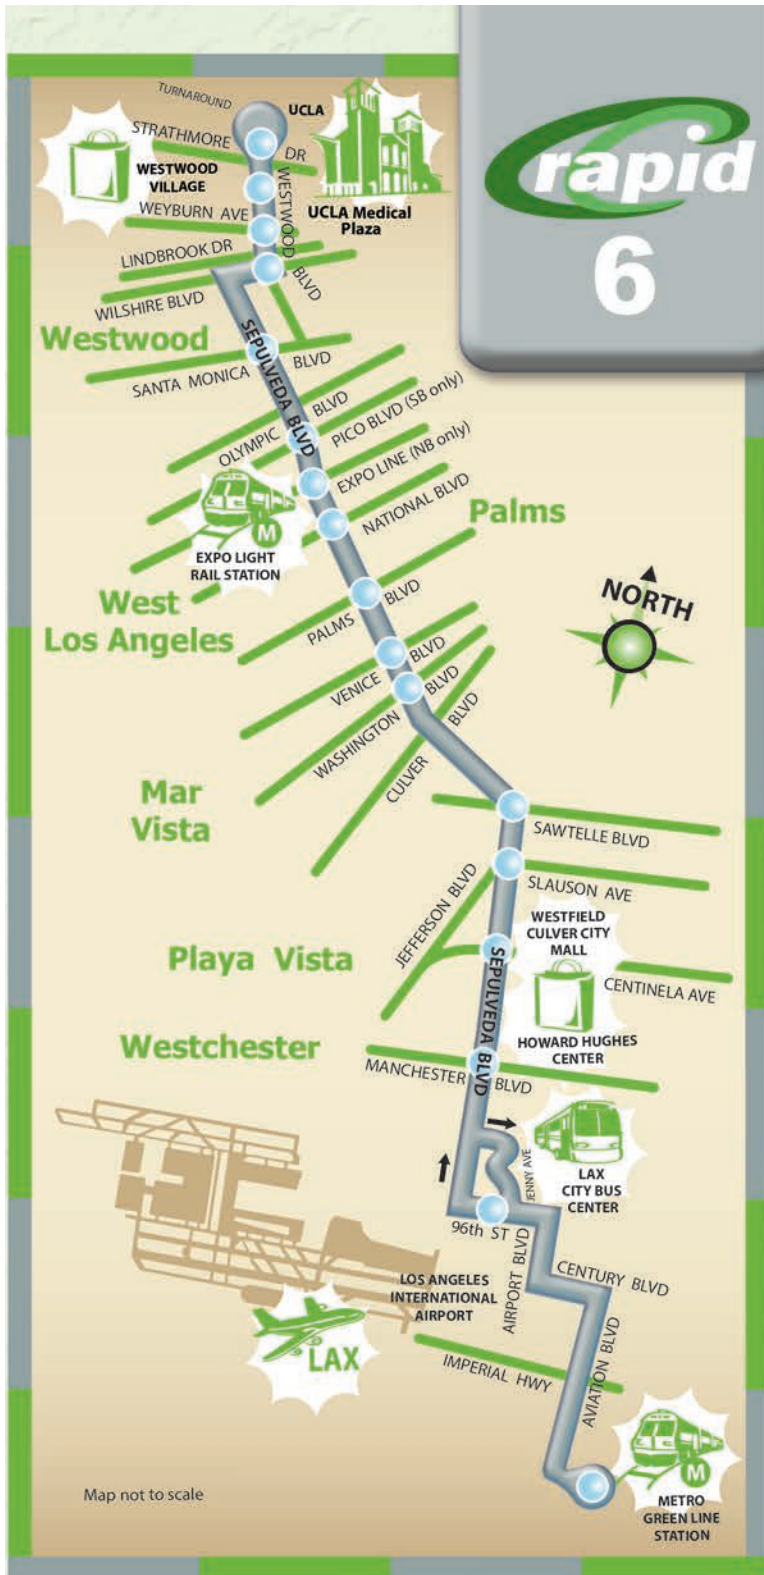 rapid
6
TURNAROUND
UCLA
STRATHMORE DR
WESTWOOD
VILLAGE
UCLA Medical
Plaza
WEYBURN AVE
WESTWOOD BLVD
LINDBROOK DR
WILSHIRE BLVD
Westwood
SEPULVEDA BLVD
SANTA MONICA BLVD
OLYMPIC BLVD
PICO BLVD (SB only)
EXPO LINE (NB only)
NATIONAL BLVD
M
EXPO LIGHT
RAIL STATION
Palms
West
Los Angeles
PALMS BLVD
NORTH
VENICE BLVD
WASHINGTON BLVD
CULVER BLVD
Mar
Vista
SAWTELLE BLVD
SLAUSON AVE
JEFFERSON BLVD
WESTFIELD
CULVER CITY
MALL
Playa Vista
CENTINELA AVE
SEPULVEDA BLVD
HOWARD HUGHES
CENTER
Westchester
MANCHESTER BLVD
JENNY AVE
LAX
CITY BUS
CENTER
96th ST
AIRPORT BLVD
CENTURY BLVD
LOS ANGELES
INTERNATIONAL
AIRPORT
LAX
IMPERIAL HWY
AVIATION BLVD
M
METRO
GREEN LINE
STATION
Map not to scale